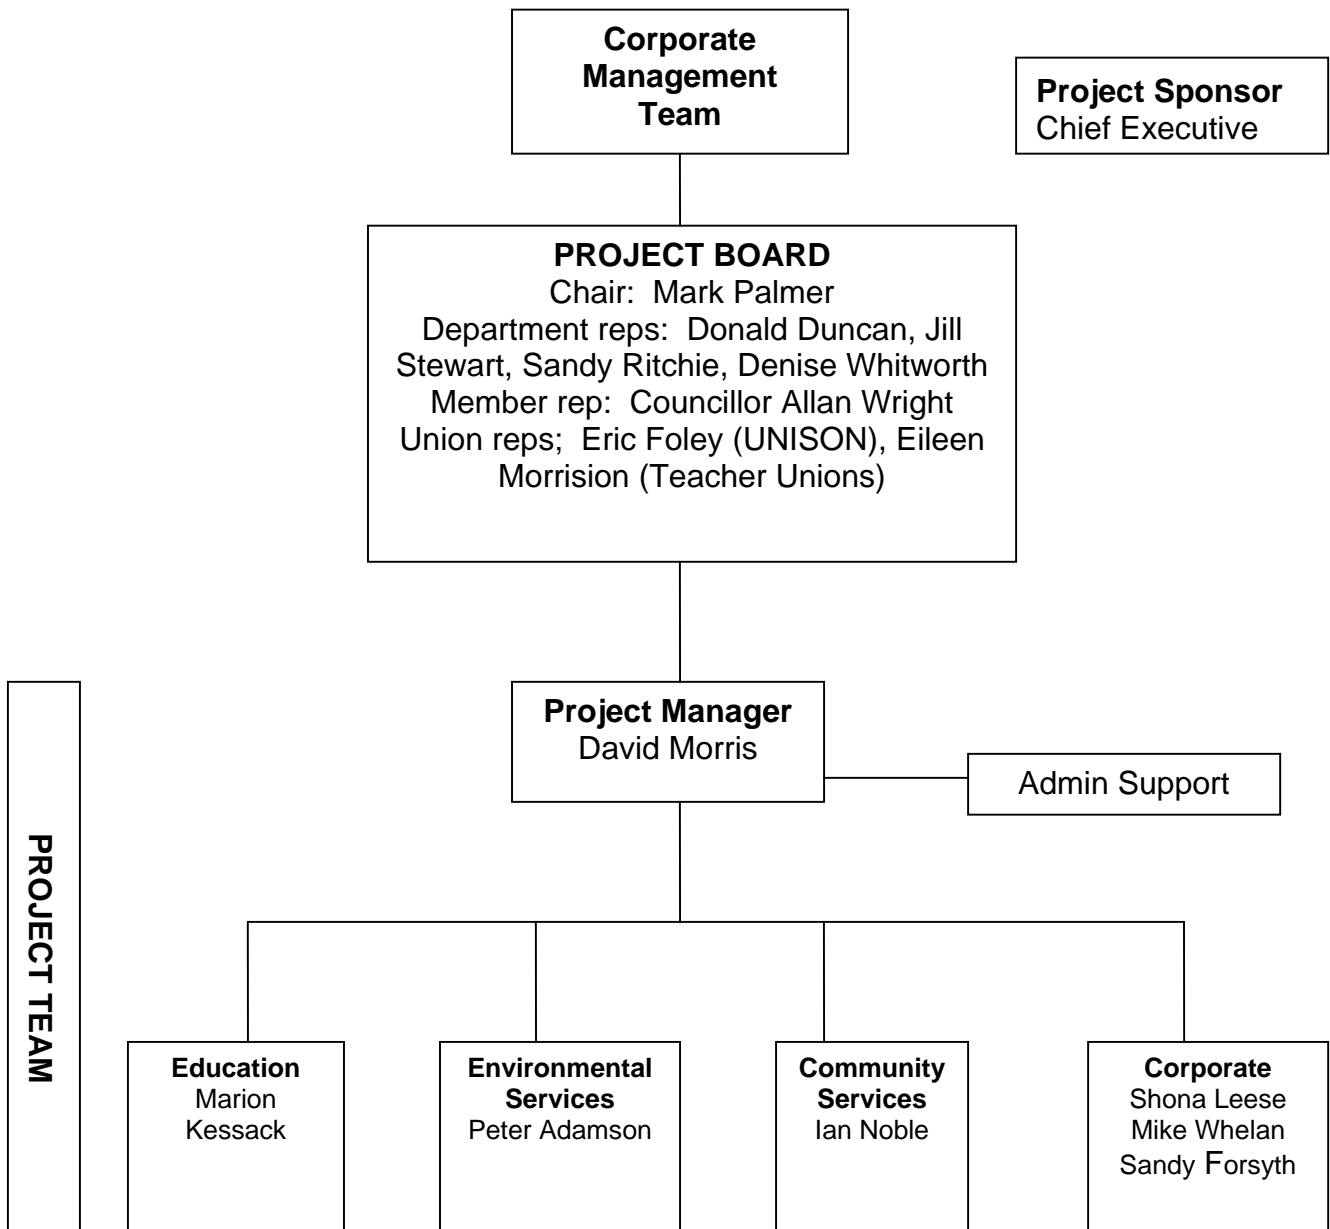 Corporate
Management
Team
Project Sponsor
Chief Executive
PROJECT BOARD
Chair:  Mark Palmer
Department reps:  Donald Duncan, Jill
Stewart, Sandy Ritchie, Denise Whitworth
Member rep:  Councillor Allan Wright
Union reps;  Eric Foley (UNISON), Eileen
Morrision (Teacher Unions)
Project Manager
David Morris
Admin Support
PROJECT TEAM
Education
Marion
Kessack
Environmental
Services
Peter Adamson
Community
Services
Ian Noble
Corporate
Shona Leese
Mike Whelan
Sandy Forsyth